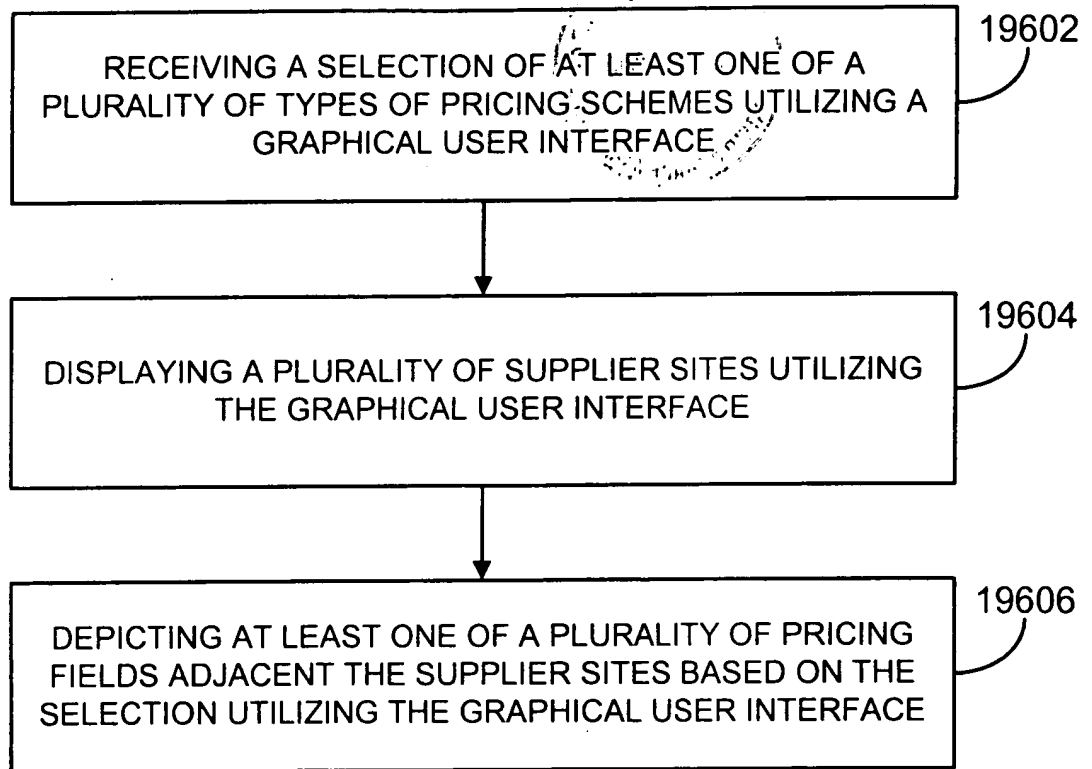 19602
RECEIVING A SELECTION OF AT LEAST ONE OF A
PLURALITY OF TYPES OF PRICING SCHEMES UTILIZING A
GRAPHICAL USER INTERFACE
19604
DISPLAYING A PLURALITY OF SUPPLIER SITES UTILIZING
THE GRAPHICAL USER INTERFACE
19606
DEPICTING AT LEAST ONE OF A PLURALITY OF PRICING
FIELDS ADJACENT THE SUPPLIER SITES BASED ON THE
SELECTION UTILIZING THE GRAPHICAL USER INTERFACE